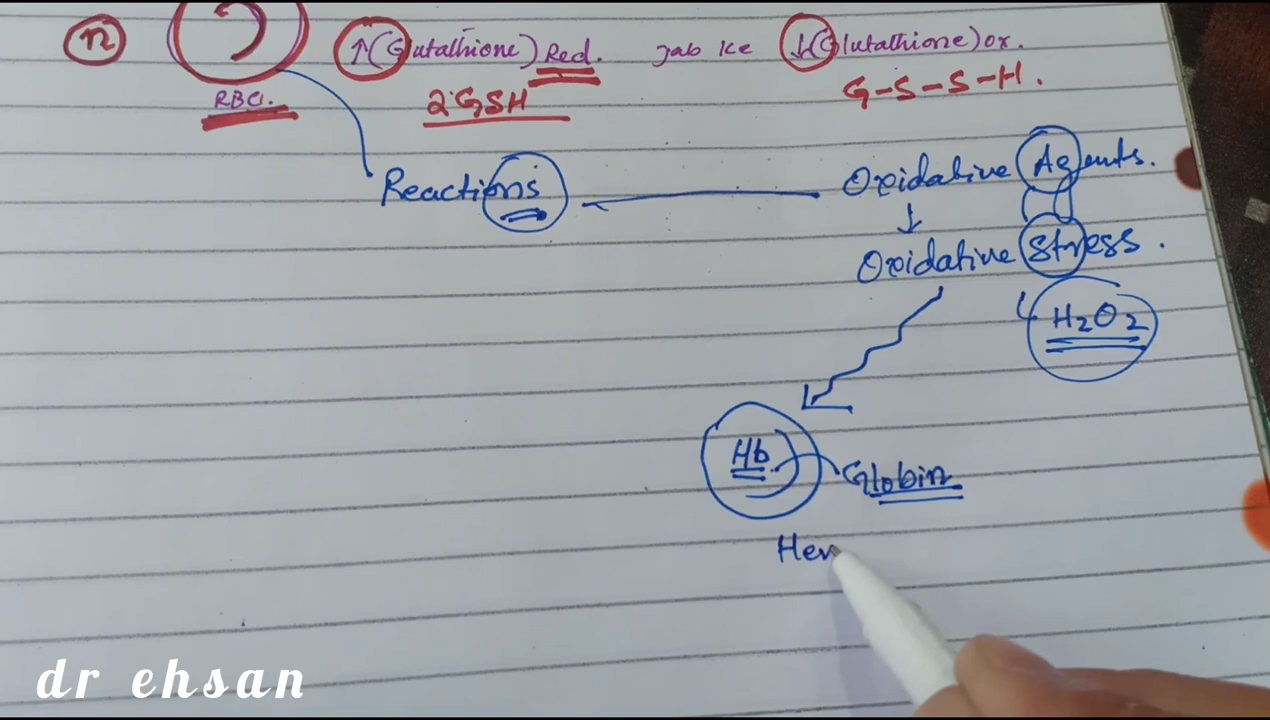 n ↑(Glutathione) Red. jab ke ↓(Glutathione) ox.
RBC. 2GSH G-S-S-H.
Reactions Oxidative Agents.
↓
Oxidative Stress.
H₂O₂
Hb Globin
Hem
dr ehsan